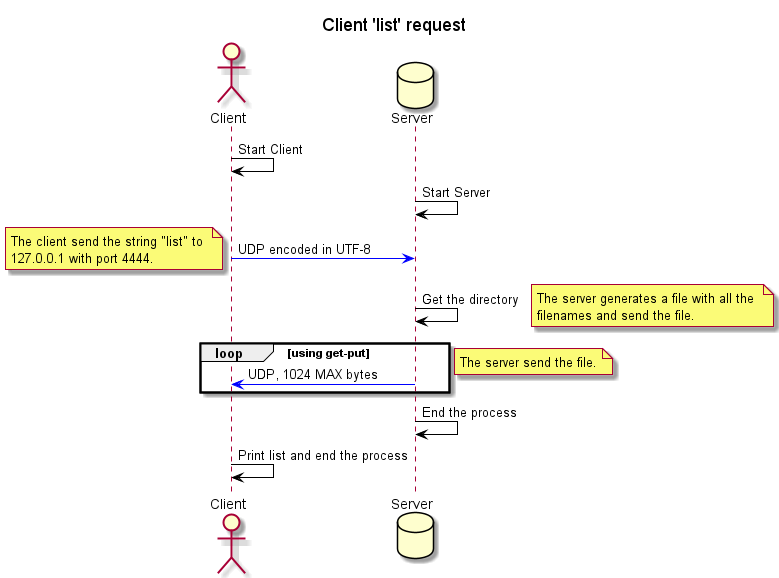 Client 'list' request
Client
Server
Start Client
Start Server
The client send the string "list" to
127.0.0.1 with port 4444.
UDP encoded in UTF-8
Get the directory
The server generates a file with all the
filenames and send the file.
loop
[using get-put]
The server send the file.
UDP, 1024 MAX bytes
End the process
Print list and end the process
Client
Server